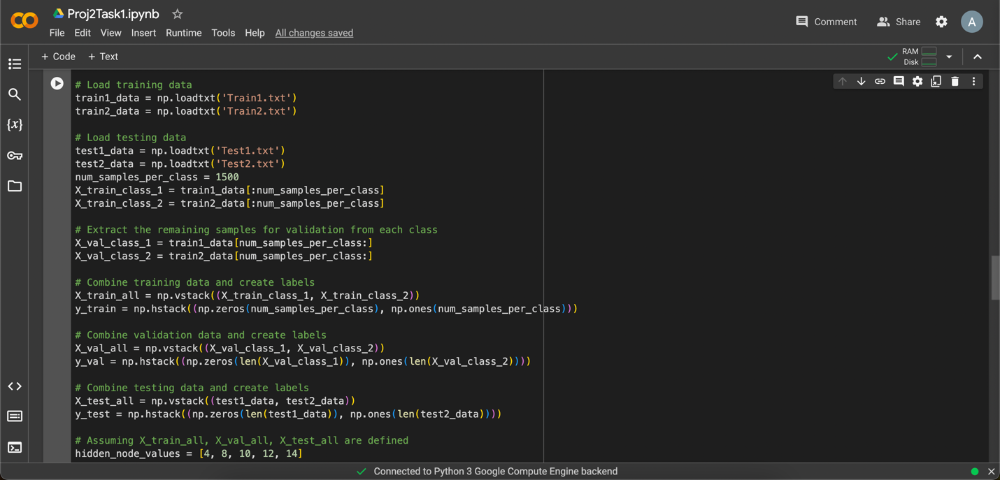 Proj2Task1.ipynb
File Edit View Insert Runtime Tools Help All changes saved
Comment Share A
+ Code + Text
RAM
Disk
# Load training data
train1_data = np.loadtxt('Train1.txt')
train2_data = np.loadtxt('Train2.txt')
# Load testing data
test1_data = np.loadtxt('Test1.txt')
test2_data = np.loadtxt('Test2.txt')
num_samples_per_class = 1500
X_train_class_1 = train1_data[:num_samples_per_class]
X_train_class_2 = train2_data[:num_samples_per_class]
# Extract the remaining samples for validation from each class
X_val_class_1 = train1_data[num_samples_per_class:]
X_val_class_2 = train2_data[num_samples_per_class:]
# Combine training data and create labels
X_train_all = np.vstack((X_train_class_1, X_train_class_2))
y_train = np.hstack((np.zeros(num_samples_per_class), np.ones(num_samples_per_class)))
# Combine validation data and create labels
X_val_all = np.vstack((X_val_class_1, X_val_class_2))
y_val = np.hstack((np.zeros(len(X_val_class_1)), np.ones(len(X_val_class_2))))
# Combine testing data and create labels
X_test_all = np.vstack((test1_data, test2_data))
y_test = np.hstack((np.zeros(len(test1_data)), np.ones(len(test2_data))))
# Assuming X_train_all, X_val_all, X_test_all are defined
hidden_node_values = [4, 8, 10, 12, 14]
Connected to Python 3 Google Compute Engine backend